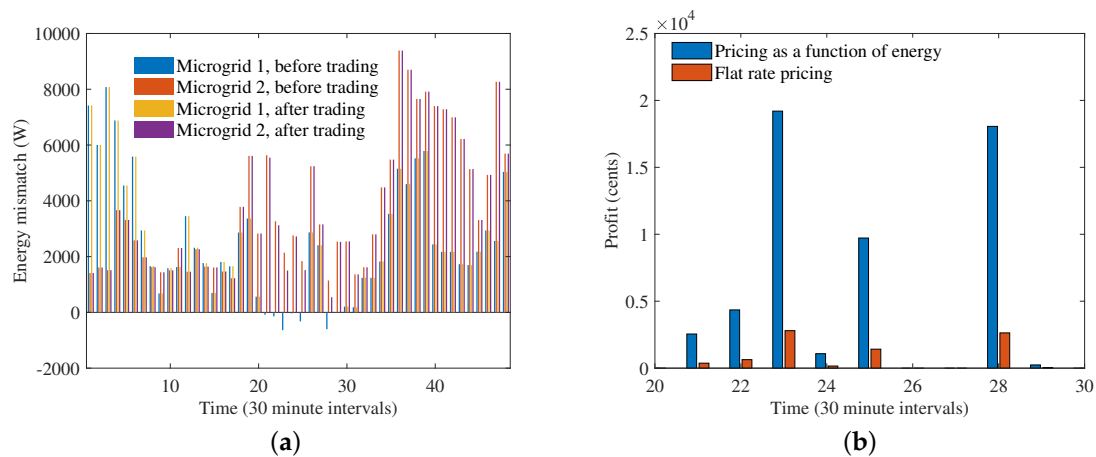 10000
8000
6000
4000
2000
0
-2000
Energy mismatch (W)
Microgrid 1, before trading
Microgrid 2, before trading
Microgrid 1, after trading
Microgrid 2, after trading
10 20 30 40
Time (30 minute intervals)
(a)
×10⁴
2.5
2
1.5
1
0.5
0
Profit (cents)
Pricing as a function of energy
Flat rate pricing
20 22 24 26 28 30
Time (30 minute intervals)
(b)